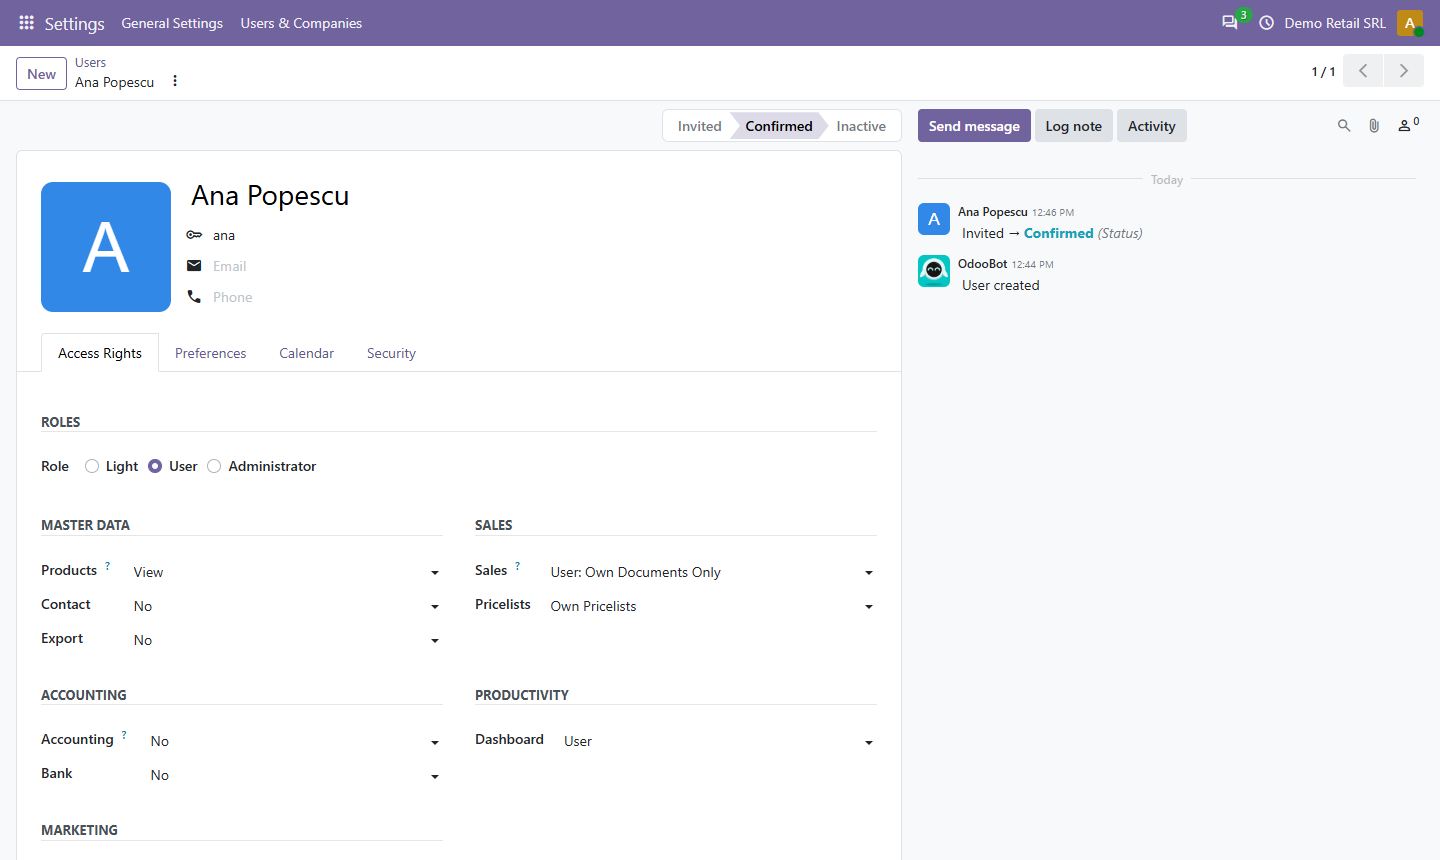 Settings General Settings Users & Companies 3 Demo Retail SRL A
New Users
Ana Popescu
1 / 1
Invited Confirmed Inactive
Send message Log note Activity 0
A
Ana Popescu
ana
Email
Phone
Today
A Ana Popescu 12:46 PM
Invited → Confirmed (Status)
OdooBot 12:44 PM
User created
Access Rights Preferences Calendar Security
ROLES
Role Light User Administrator
MASTER DATA
Products ? View
Contact No
Export No
SALES
Sales ? User: Own Documents Only
Pricelists Own Pricelists
ACCOUNTING
Accounting ? No
Bank No
PRODUCTIVITY
Dashboard User
MARKETING